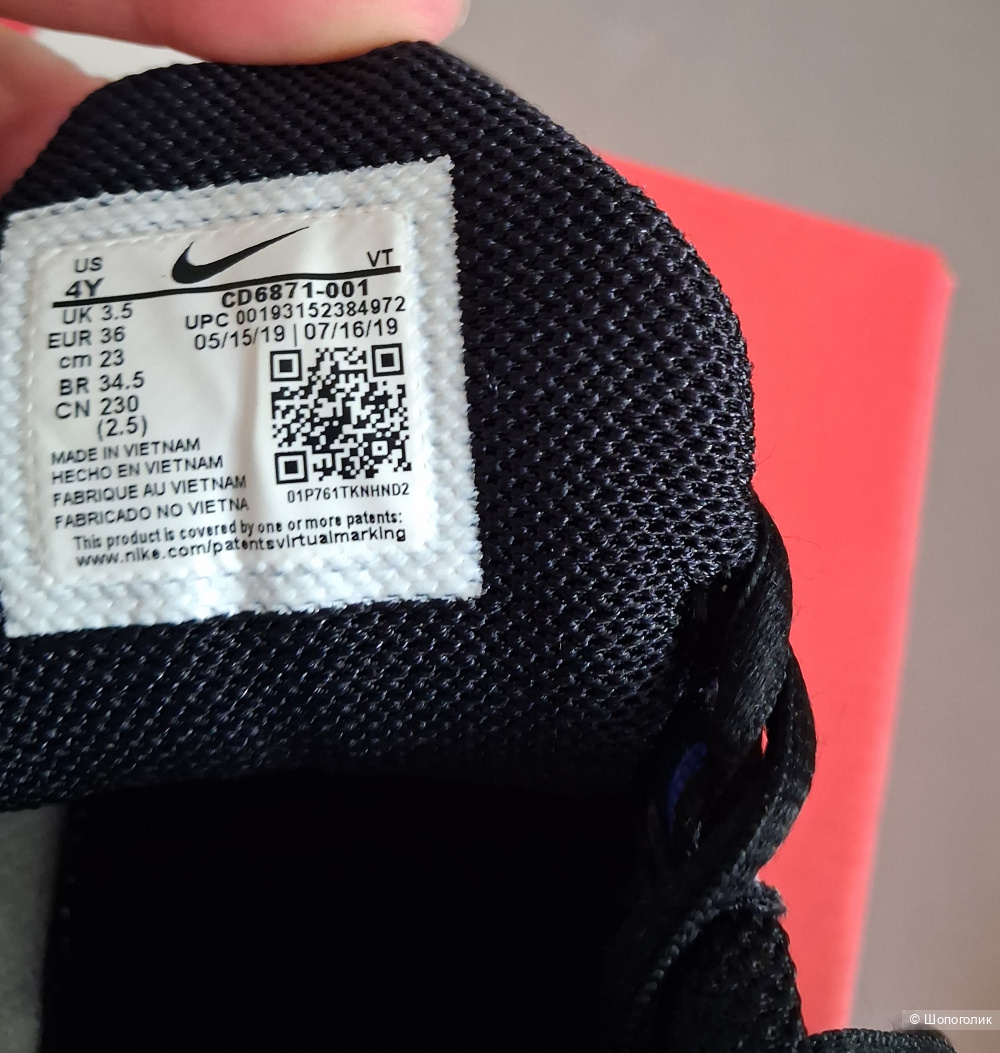 US VT
4Y
CD6871-001
UK 3.5
UPC 00193152384972
EUR 36
05/15/19 | 07/16/19
cm 23
BR 34.5
CN 230
(2.5)
MADE IN VIETNAM
HECHO EN VIETNAM
FABRIQUE AU VIETNAM
FABRICADO NO VIETNA
01P761TKNHND2
This product is covered by one or more patents:
www.nike.com/patentsvirtualmarking
© Шопоголик